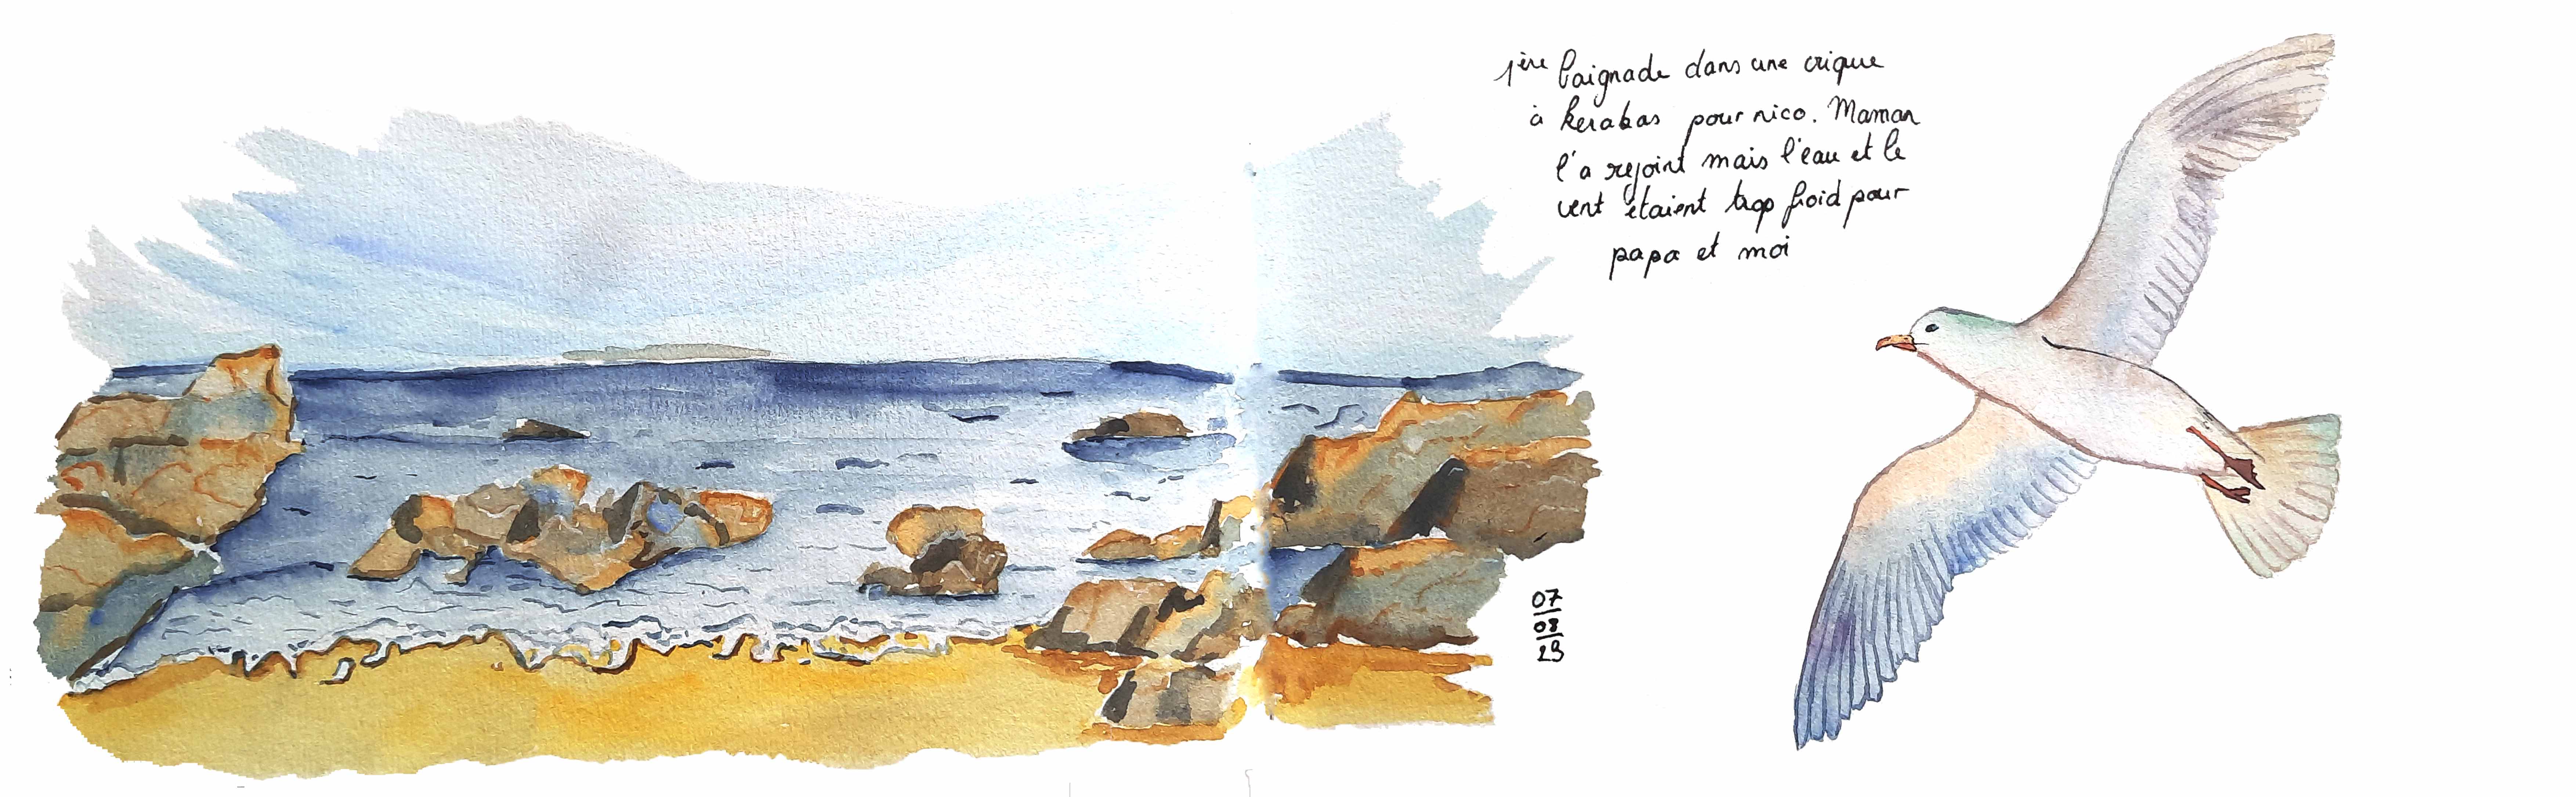 1ère baignade dans une crique
à kerabas pour nico. Maman
l'a rejoint mais l'eau et le
vent étaient trop froid pour
papa et moi
07
08
23